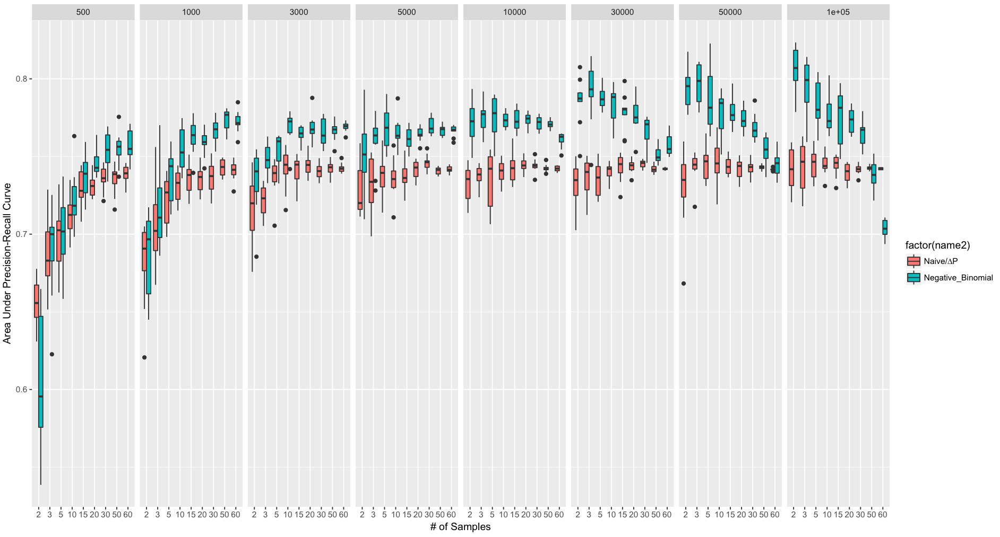 500 1000 3000 5000 10000 30000 50000 1e+05
Area Under Precision-Recall Curve
0.8
0.7
0.6
factor(name2)
Naive/ΔP
Negative_Binomial
2 3 5 10 15 20 30 50 60 2 3 5 10 15 20 30 50 60 2 3 5 10 15 20 30 50 60 2 3 5 10 15 20 30 50 60 2 3 5 10 15 20 30 50 60 2 3 5 10 15 20 30 50 60 2 3 5 10 15 20 30 50 60 2 3 5 10 15 20 30 50 60
# of Samples